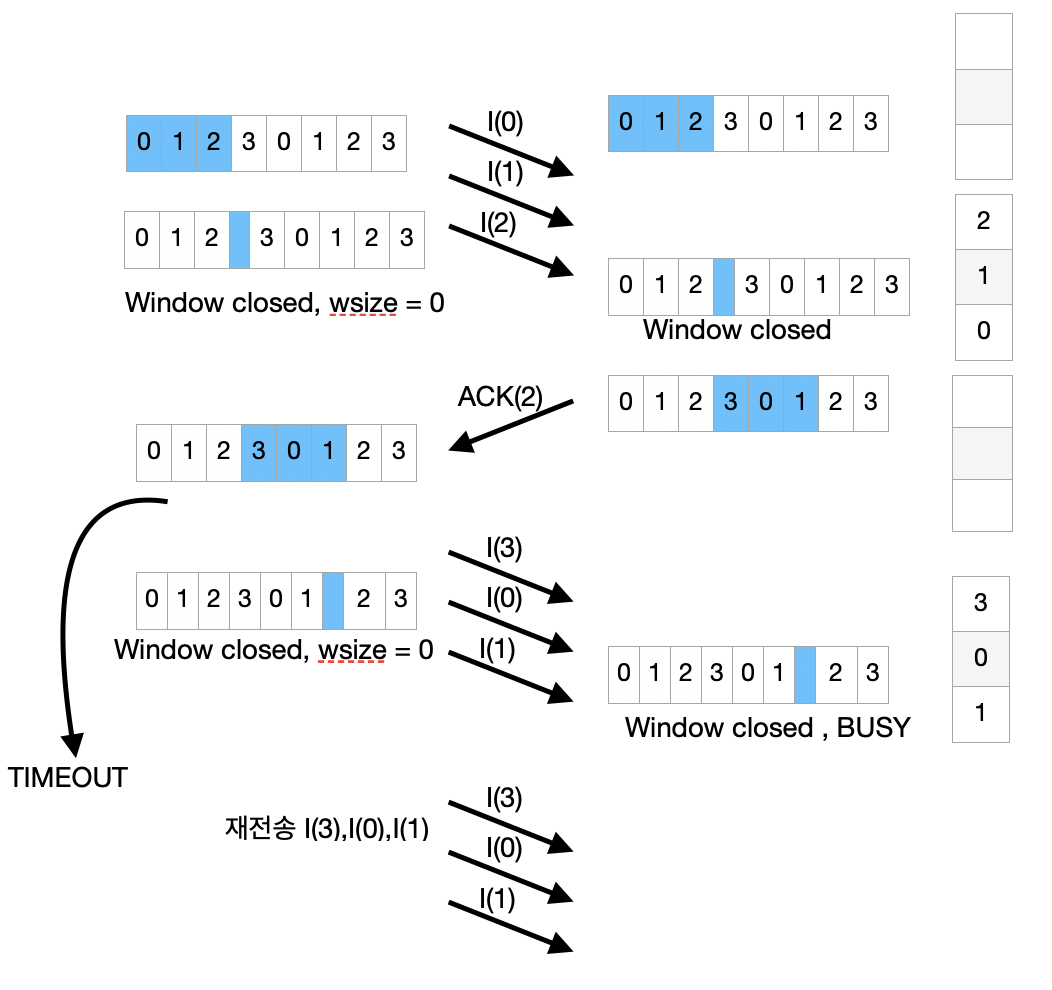 0 1 2 3 0 1 2 3
I(0)
I(1)
I(2)
0 1 2 3 0 1 2 3
0 1 2 3 0 1 2 3
Window closed, wsize = 0
0 1 2 3 0 1 2 3
Window closed
2
1
0
ACK(2)
0 1 2 3 0 1 2 3
0 1 2 3 0 1 2 3
I(3)
I(0)
I(1)
0 1 2 3 0 1 2 3
Window closed, wsize = 0
0 1 2 3 0 1 2 3
Window closed , BUSY
3
0
1
TIMEOUT
재전송 I(3),I(0),I(1)
I(3)
I(0)
I(1)